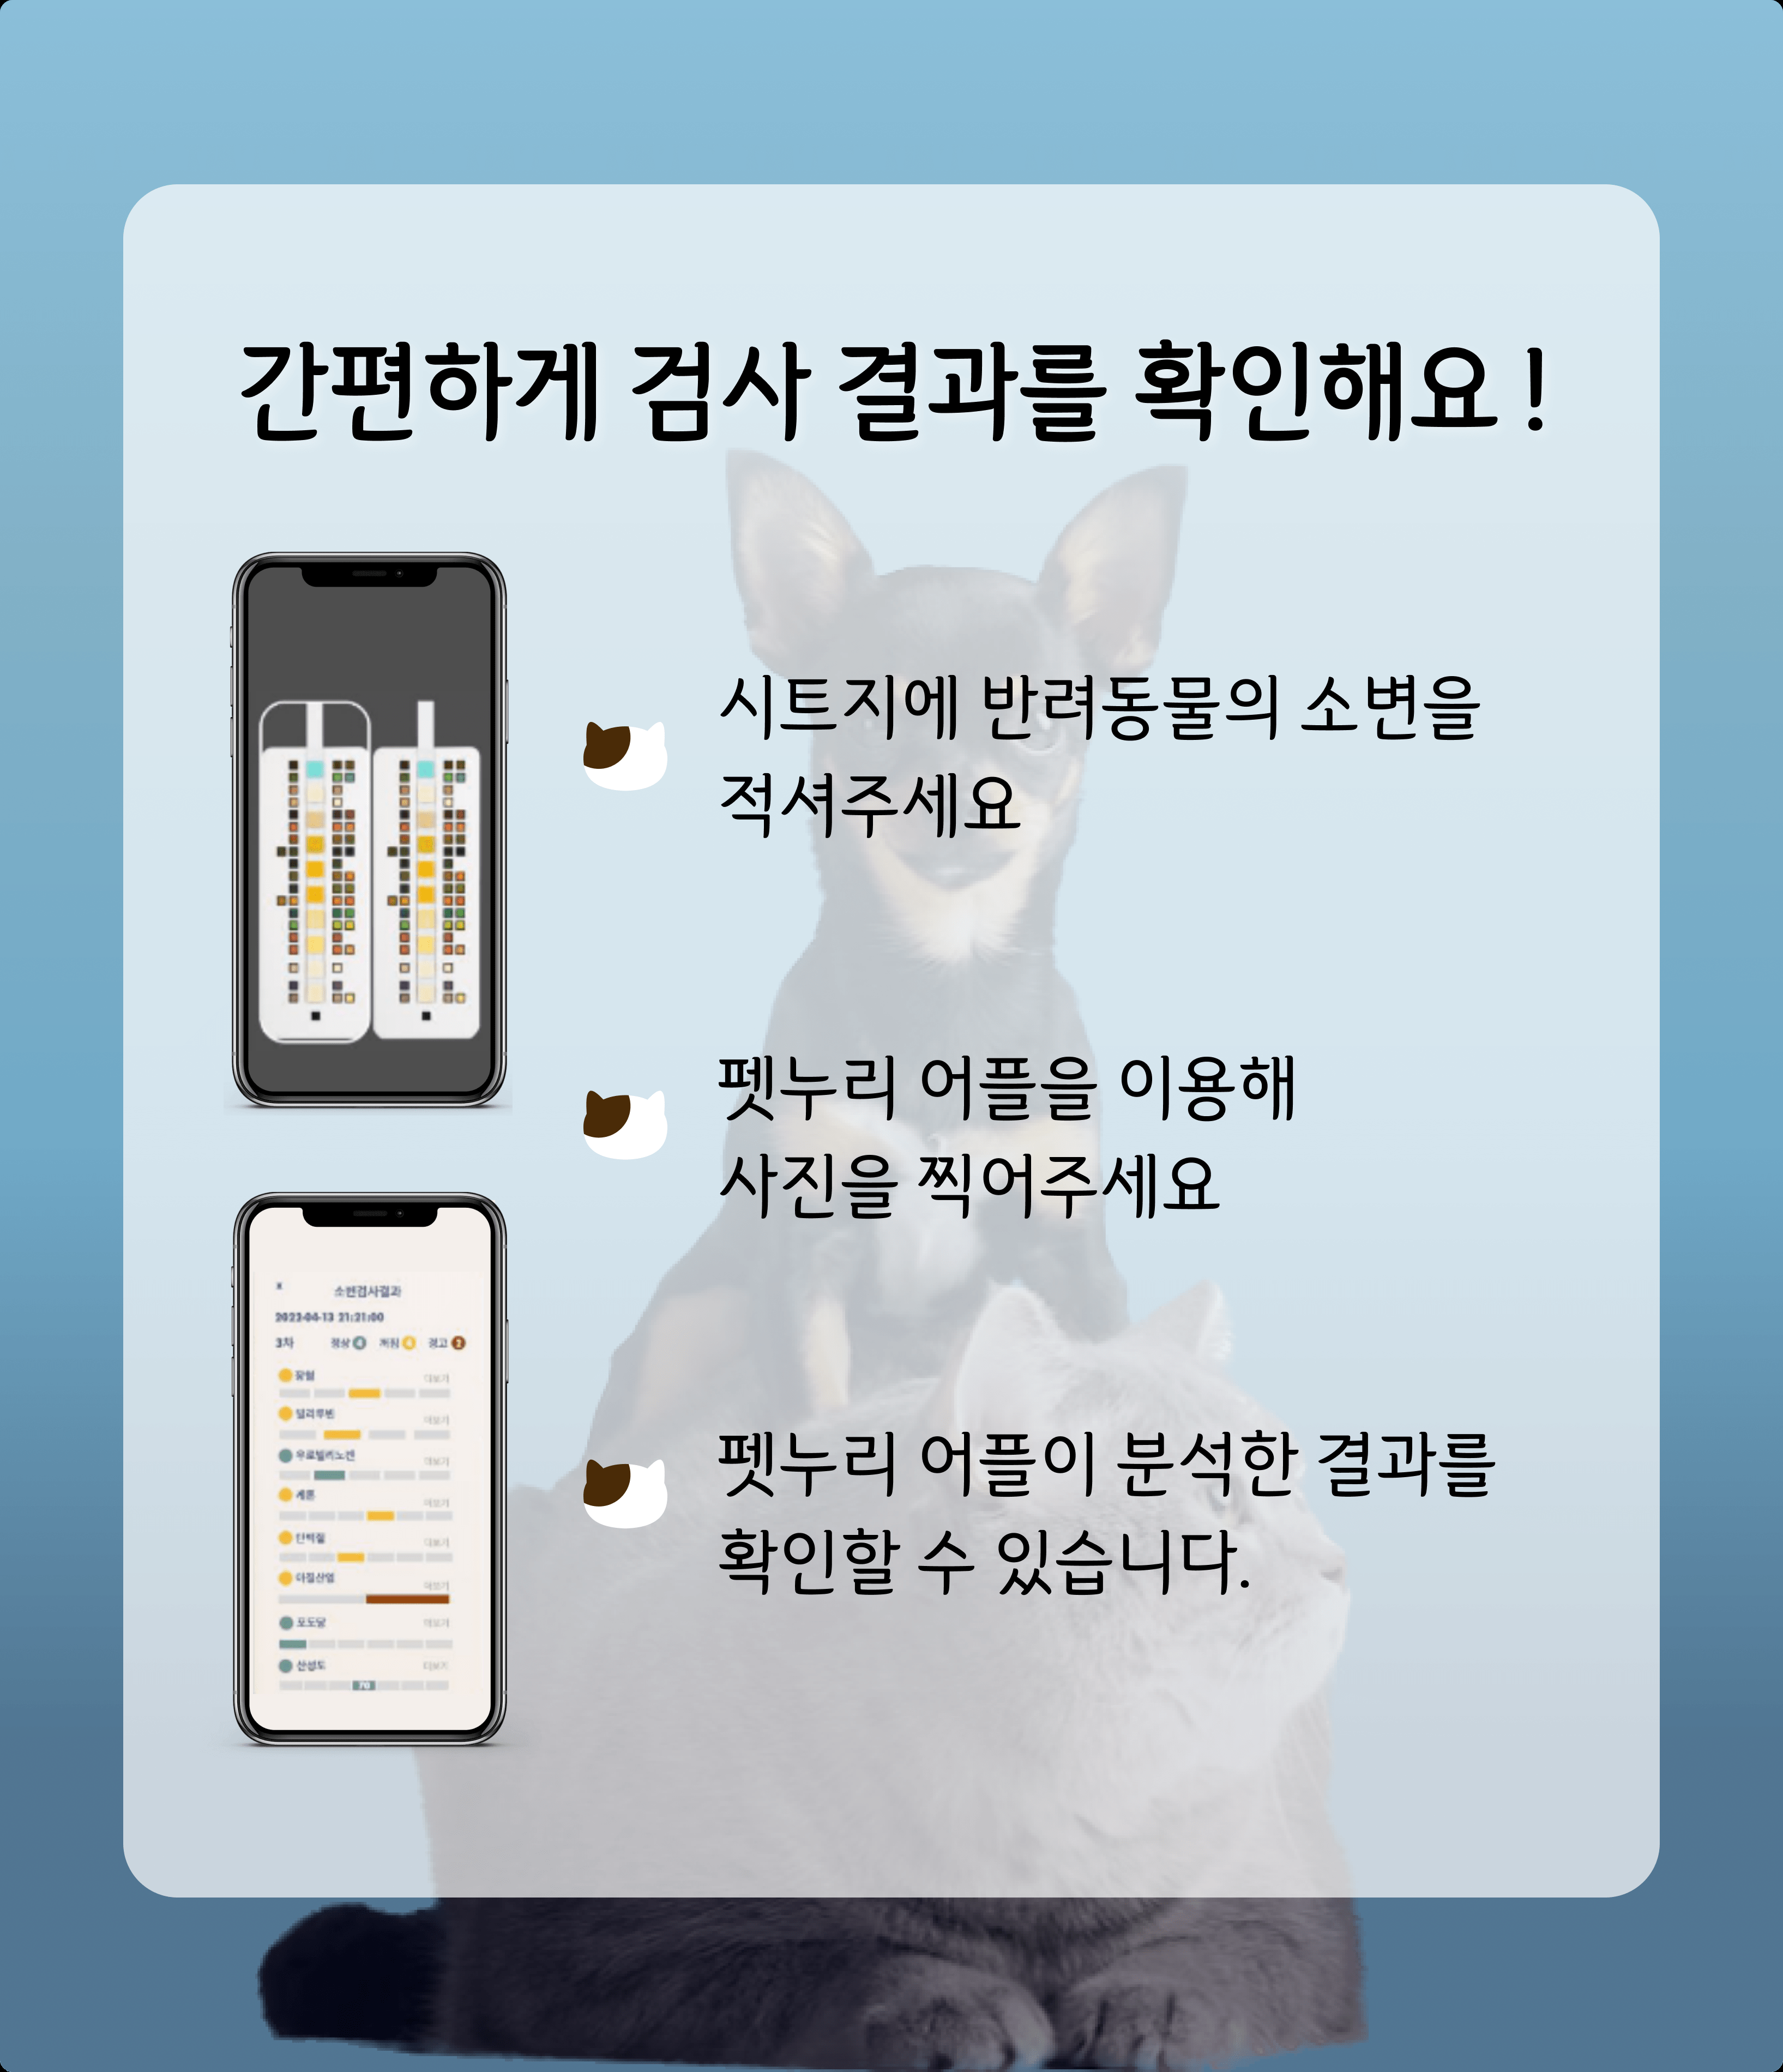 간편하게 검사 결과를 확인해요!
시트지에 반려동물의 소변을
적셔주세요
펫누리 어플을 이용해
사진을 찍어주세요
펫누리 어플이 분석한 결과를
확인할 수 있습니다.
소변검사결과
2023-04-13 21:21:00
3차 정상 4 경고 2
잠혈 더보기
빌리루빈 더보기
우로빌리노겐 더보기
케톤 더보기
단백질 더보기
아질산염 더보기
포도당 더보기
산성도 더보기